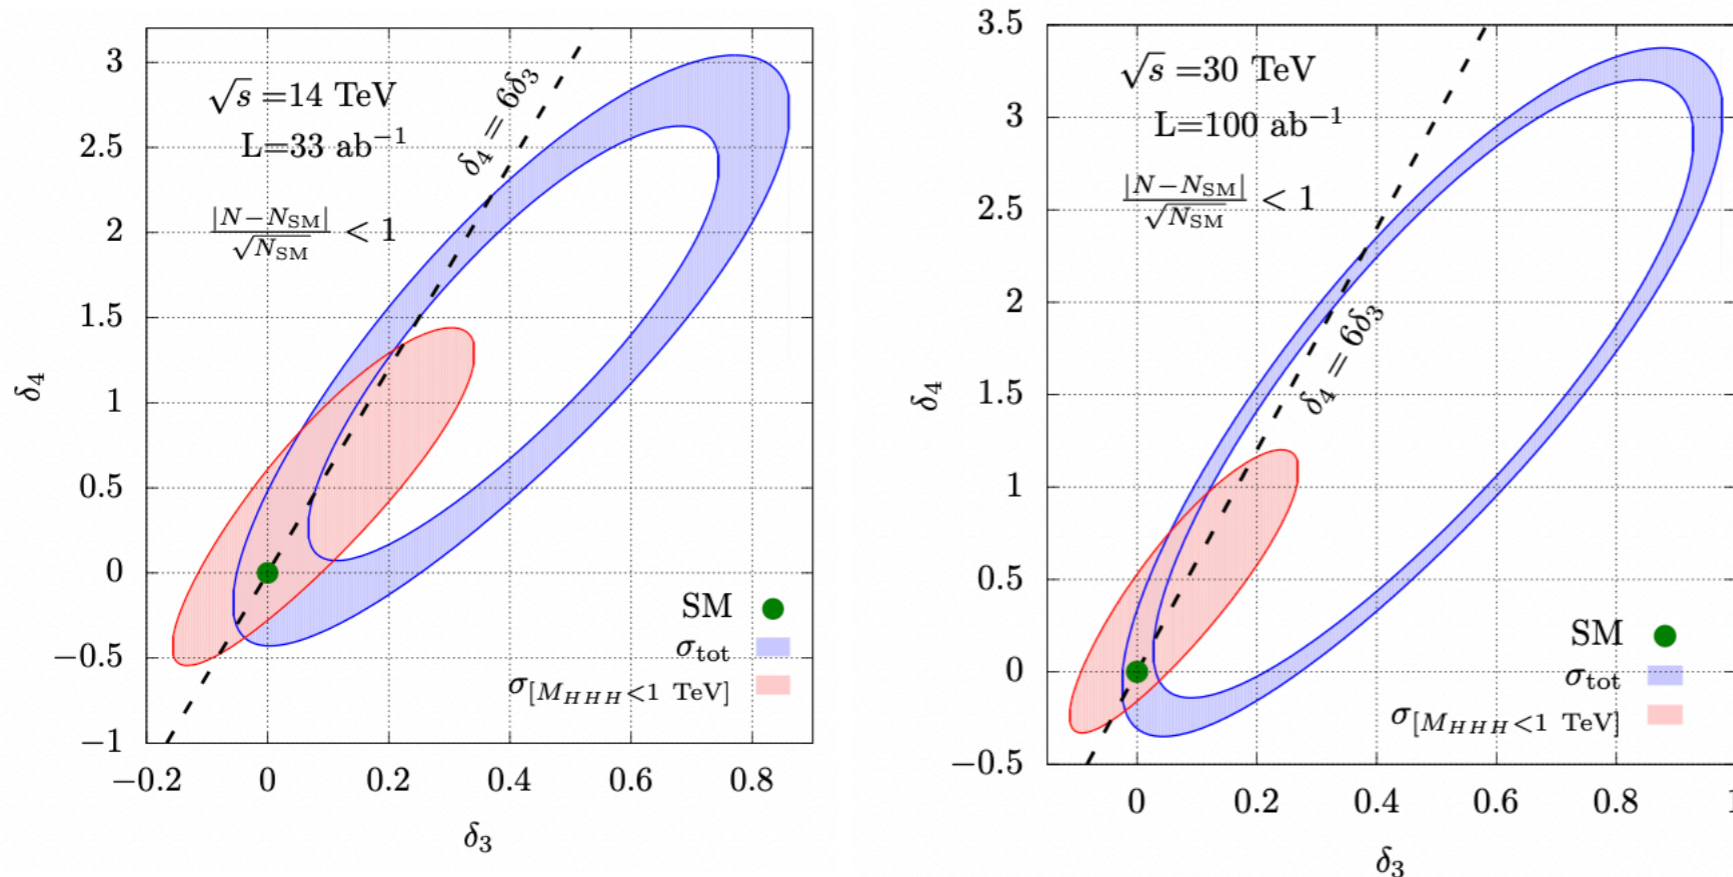 √s =14 TeV
L=33 ab⁻¹
|N−N_SM| / √N_SM < 1
δ₄ = 6δ₃
3
2.5
2
1.5
1
0.5
0
−0.5
−1
δ₄
SM
σ_tot
σ_[M_HHH<1 TeV]
−0.2 0 0.2 0.4 0.6 0.8
δ₃
√s =30 TeV
L=100 ab⁻¹
|N−N_SM| / √N_SM < 1
δ₄ = 6δ₃
3.5
3
2.5
2
1.5
1
0.5
0
−0.5
δ₄
SM
σ_tot
σ_[M_HHH<1 TeV]
0 0.2 0.4 0.6 0.8 1
δ₃